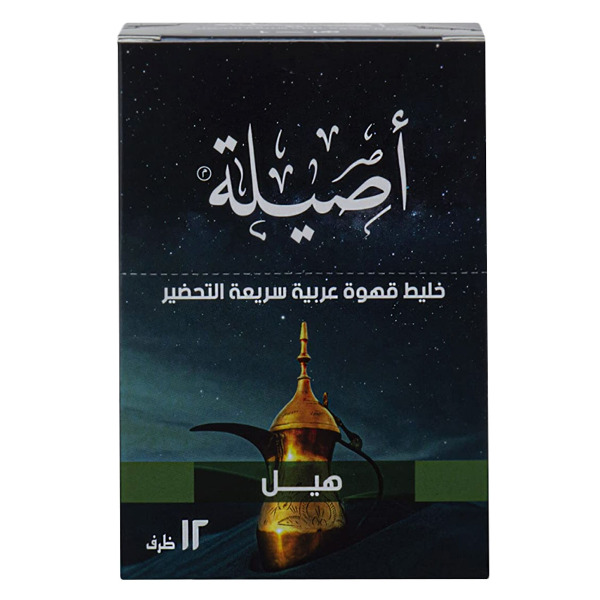 أصيلة
م
خليط قهوة عربية سريعة التحضير
هيل
١٢ ظرف